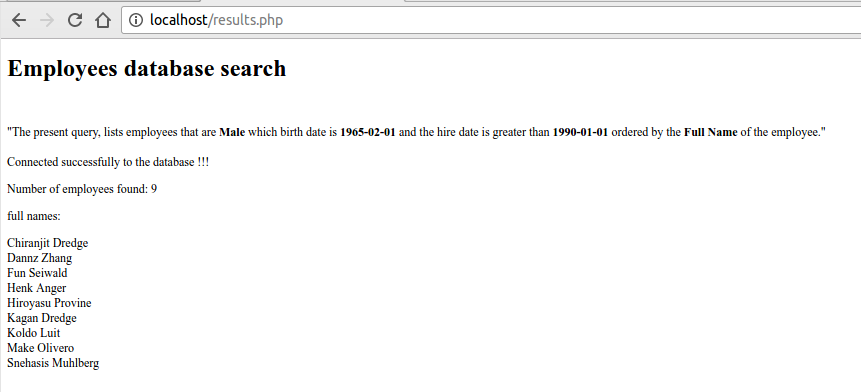 localhost/results.php
Employees database search
"The present query, lists employees that are Male which birth date is 1965-02-01 and the hire date is greater than 1990-01-01 ordered by the Full Name of the employee."
Connected successfully to the database !!!
Number of employees found: 9
full names:
Chiranjit Dredge
Dannz Zhang
Fun Seiwald
Henk Anger
Hiroyasu Provine
Kagan Dredge
Koldo Luit
Make Olivero
Snehasis Muhlberg